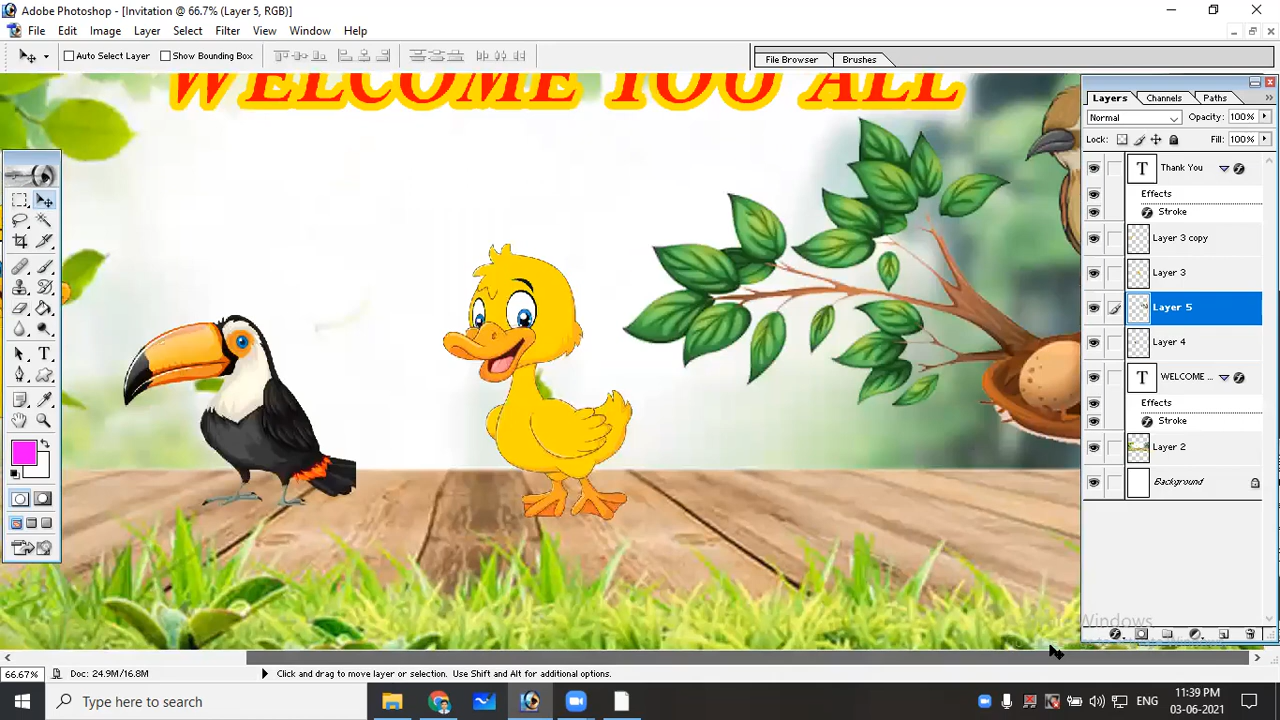 Adobe Photoshop - [Invitation @ 66.7% (Layer 5, RGB)]
File Edit Image Layer Select Filter View Window Help
Auto Select Layer Show Bounding Box File Browser Brushes
WELCOME YOU ALL
Layers Channels Paths
Normal Opacity: 100%
Lock: Fill: 100%
T Thank You
Effects
Stroke
Layer 3 copy
Layer 3
Layer 5
Layer 4
T WELCOME ...
Effects
Stroke
Layer 2
Background
Windows
66.67% Doc: 24.9M/16.8M Click and drag to move layer or selection. Use Shift and Alt for additional options.
Type here to search
ENG
11:39 PM
03-06-2021